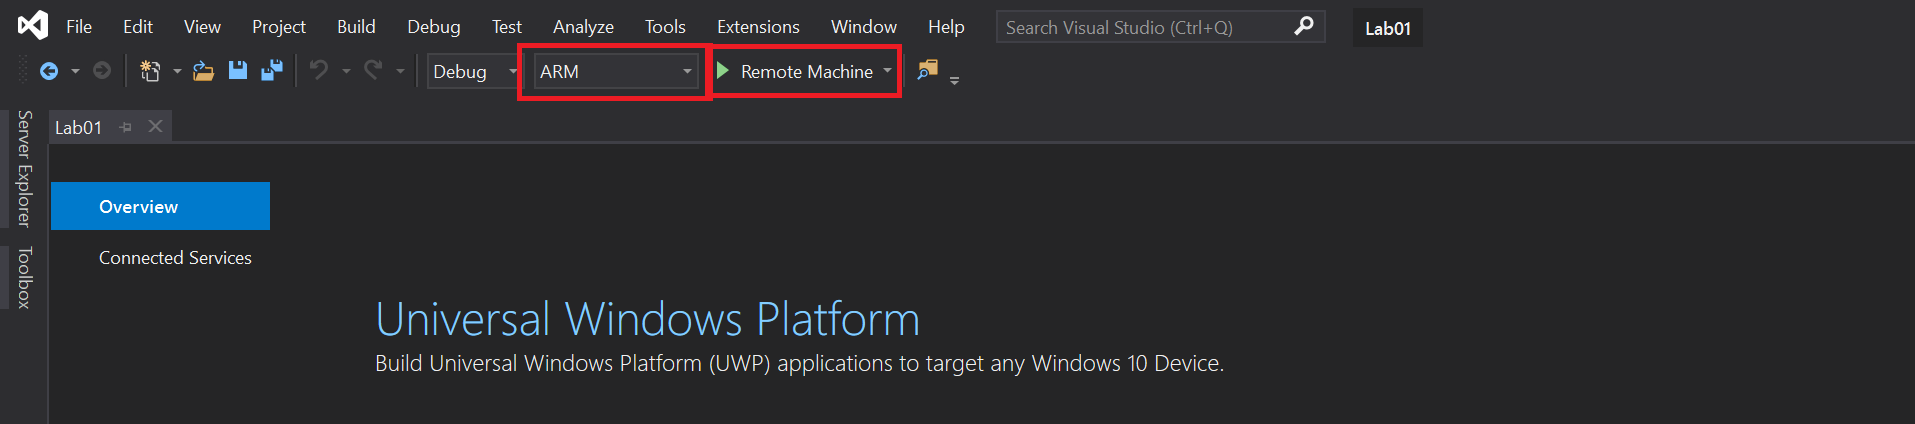 File Edit View Project Build Debug Test Analyze Tools Extensions Window Help Search Visual Studio (Ctrl+Q) Lab01
Debug ARM Remote Machine
Server Explorer
Toolbox
Lab01
Overview
Connected Services
Universal Windows Platform
Build Universal Windows Platform (UWP) applications to target any Windows 10 Device.